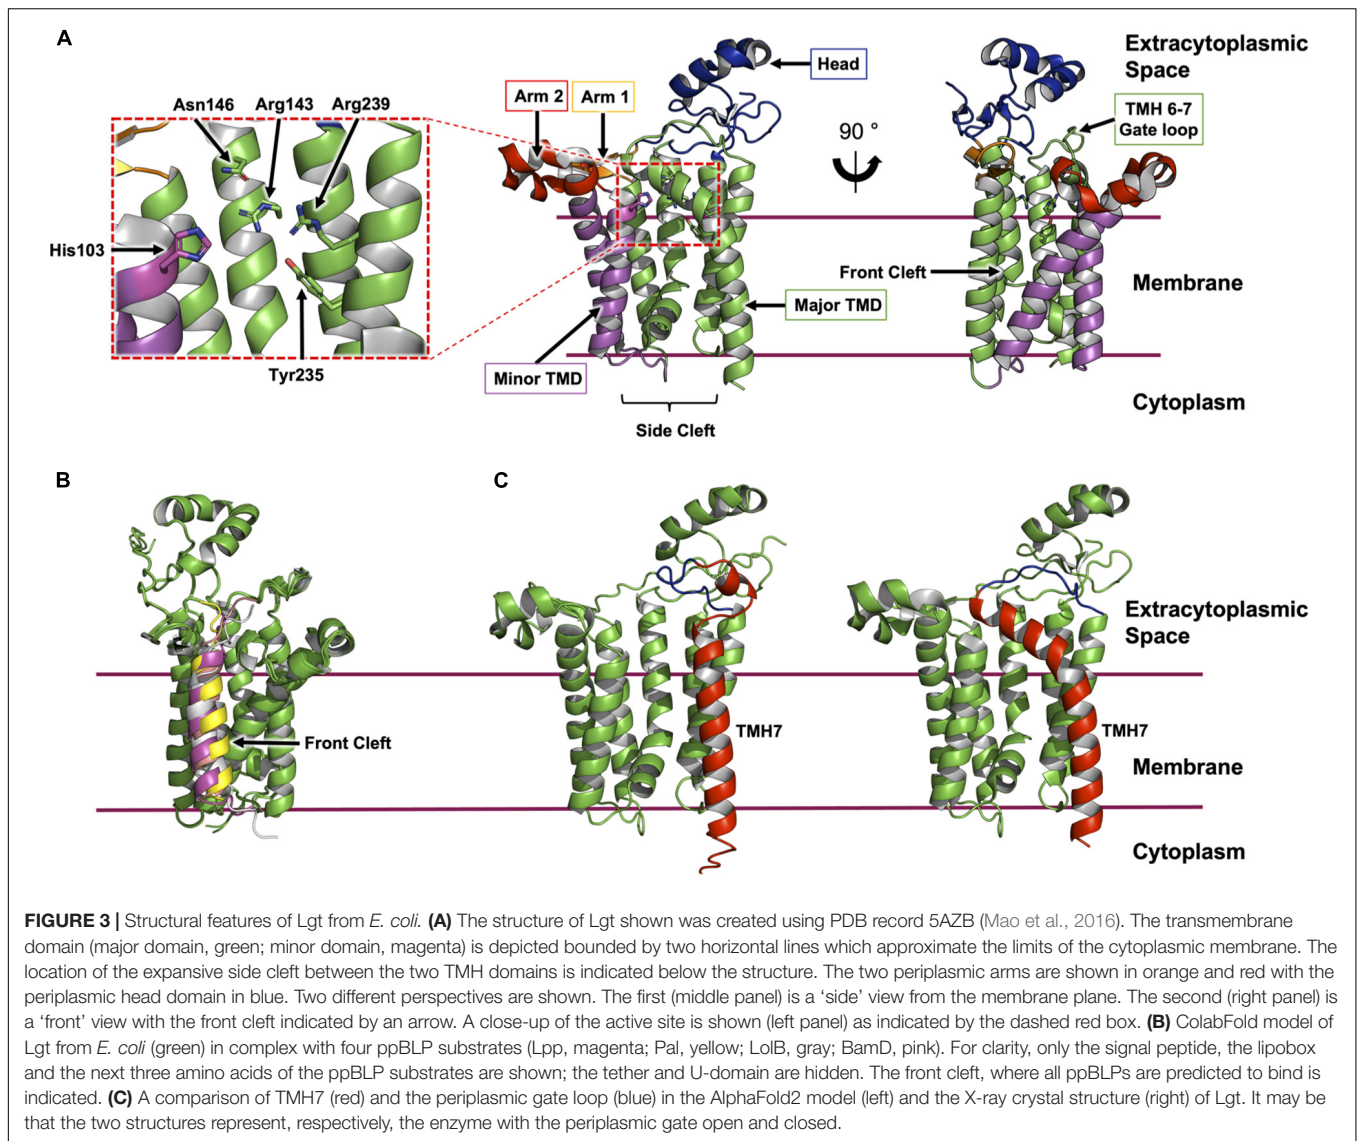 A
Extracytoplasmic
Space
Head
Arm 2
Arm 1
TMH 6-7
Gate loop
Asn146
Arg143
Arg239
90 °
His103
Front Cleft
Membrane
Major TMD
Tyr235
Minor TMD
Cytoplasm
Side Cleft
B
C
Extracytoplasmic
Space
Front Cleft
TMH7
TMH7
Membrane
Cytoplasm
FIGURE 3 | Structural features of Lgt from E. coli. (A) The structure of Lgt shown was created using PDB record 5AZB (Mao et al., 2016). The transmembrane
domain (major domain, green; minor domain, magenta) is depicted bounded by two horizontal lines which approximate the limits of the cytoplasmic membrane. The
location of the expansive side cleft between the two TMH domains is indicated below the structure. The two periplasmic arms are shown in orange and red with the
periplasmic head domain in blue. Two different perspectives are shown. The first (middle panel) is a ‘side’ view from the membrane plane. The second (right panel) is
a ‘front’ view with the front cleft indicated by an arrow. A close-up of the active site is shown (left panel) as indicated by the dashed red box. (B) ColabFold model of
Lgt from E. coli (green) in complex with four ppBLP substrates (Lpp, magenta; Pal, yellow; LolB, gray; BamD, pink). For clarity, only the signal peptide, the lipobox
and the next three amino acids of the ppBLP substrates are shown; the tether and U-domain are hidden. The front cleft, where all ppBLPs are predicted to bind is
indicated. (C) A comparison of TMH7 (red) and the periplasmic gate loop (blue) in the AlphaFold2 model (left) and the X-ray crystal structure (right) of Lgt. It may be
that the two structures represent, respectively, the enzyme with the periplasmic gate open and closed.